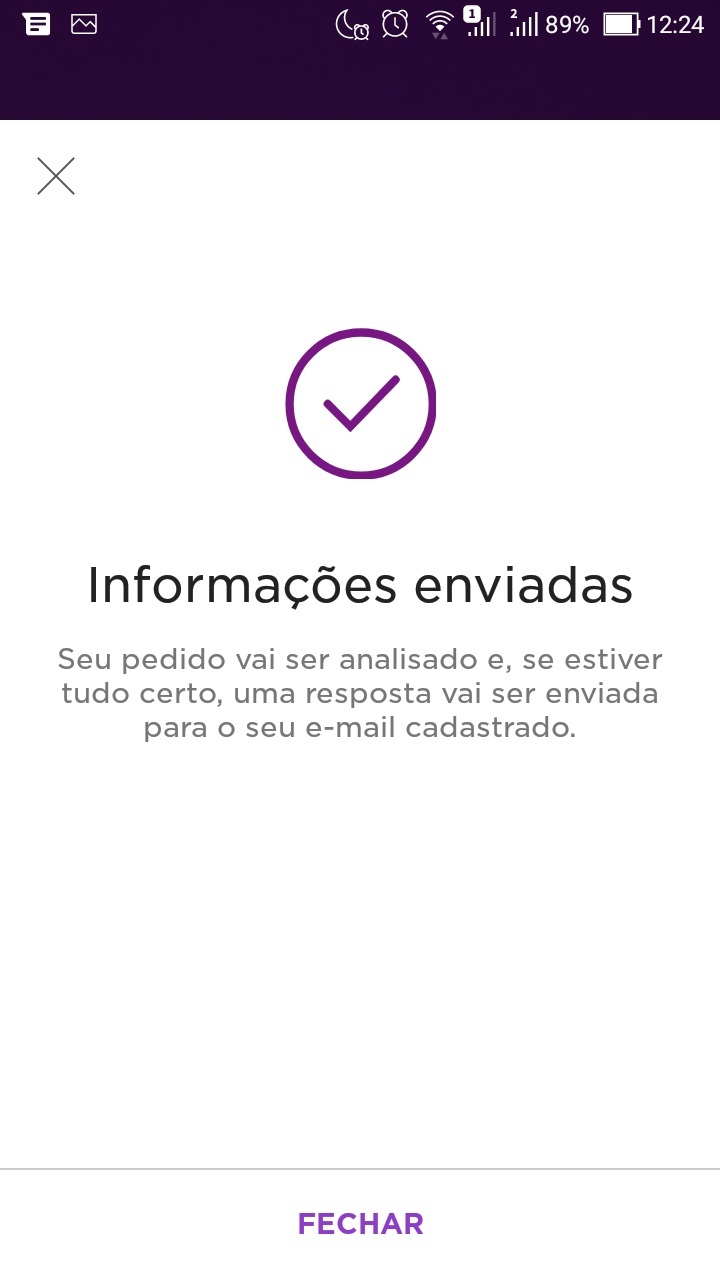 1 2 89% 12:24
Informações enviadas
Seu pedido vai ser analisado e, se estiver
tudo certo, uma resposta vai ser enviada
para o seu e-mail cadastrado.
FECHAR